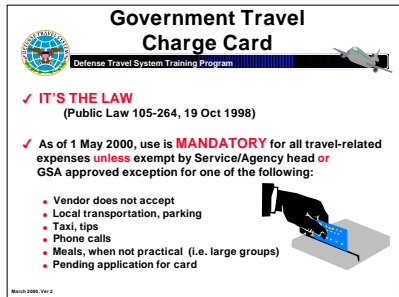 Government Travel
Charge Card
DEFENSE TRAVEL SYSTEM
Defense Travel System Training Program
✓ IT'S THE LAW
(Public Law 105-264, 19 Oct 1998)
✓ As of 1 May 2000, use is MANDATORY for all travel-related
expenses unless exempt by Service/Agency head or
GSA approved exception for one of the following:
• Vendor does not accept
• Local transportation, parking
• Taxi, tips
• Phone calls
• Meals, when not practical (i.e. large groups)
• Pending application for card
March 2000, Ver 2